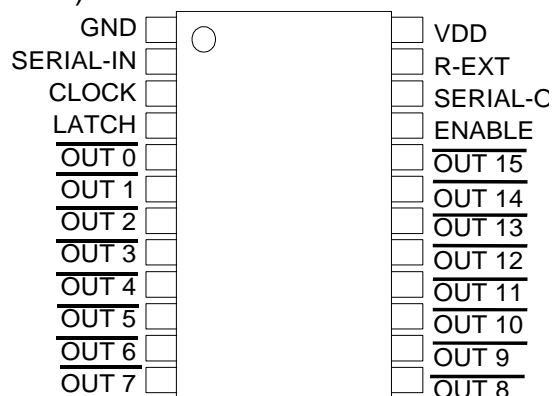 )
GND
SERIAL-IN
CLOCK
LATCH
OUT 0
OUT 1
OUT 2
OUT 3
OUT 4
OUT 5
OUT 6
OUT 7
VDD
R-EXT
SERIAL-O
ENABLE
OUT 15
OUT 14
OUT 13
OUT 12
OUT 11
OUT 10
OUT 9
OUT 8